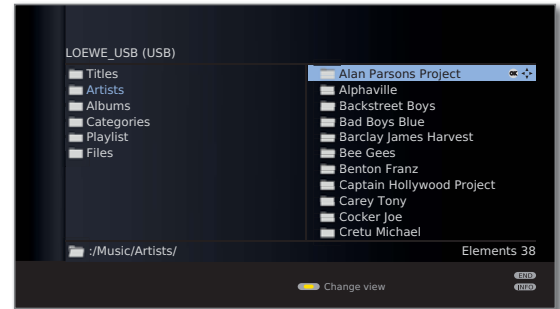 LOEWE_USB (USB)
Titles
Artists
Albums
Categories
Playlist
Files
Alan Parsons Project OK
Alphaville
Backstreet Boys
Bad Boys Blue
Barclay James Harvest
Bee Gees
Benton Franz
Captain Hollywood Project
Carey Tony
Cocker Joe
Cretu Michael
:/Music/Artists/ Elements 38
END
Change view INFO